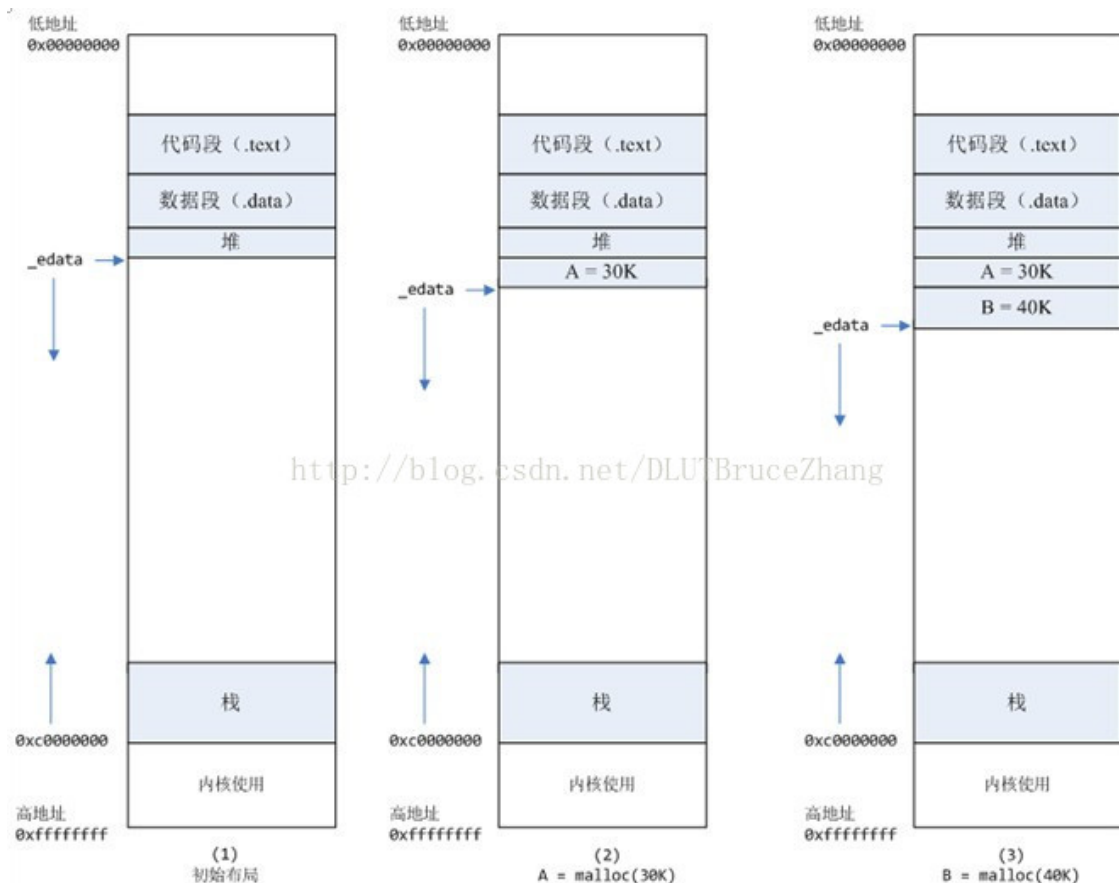 低地址
0x00000000
代码段（.text）
数据段（.data）
堆
_edata
栈
0xc0000000
内核使用
高地址
0xffffffff
(1)
初始布局
低地址
0x00000000
代码段（.text）
数据段（.data）
堆
A = 30K
_edata
栈
0xc0000000
内核使用
高地址
0xffffffff
(2)
A = malloc(30K)
低地址
0x00000000
代码段（.text）
数据段（.data）
堆
A = 30K
B = 40K
_edata
栈
0xc0000000
内核使用
高地址
0xffffffff
(3)
B = malloc(40K)
http://blog.csdn.net/DLUTBruceZhang